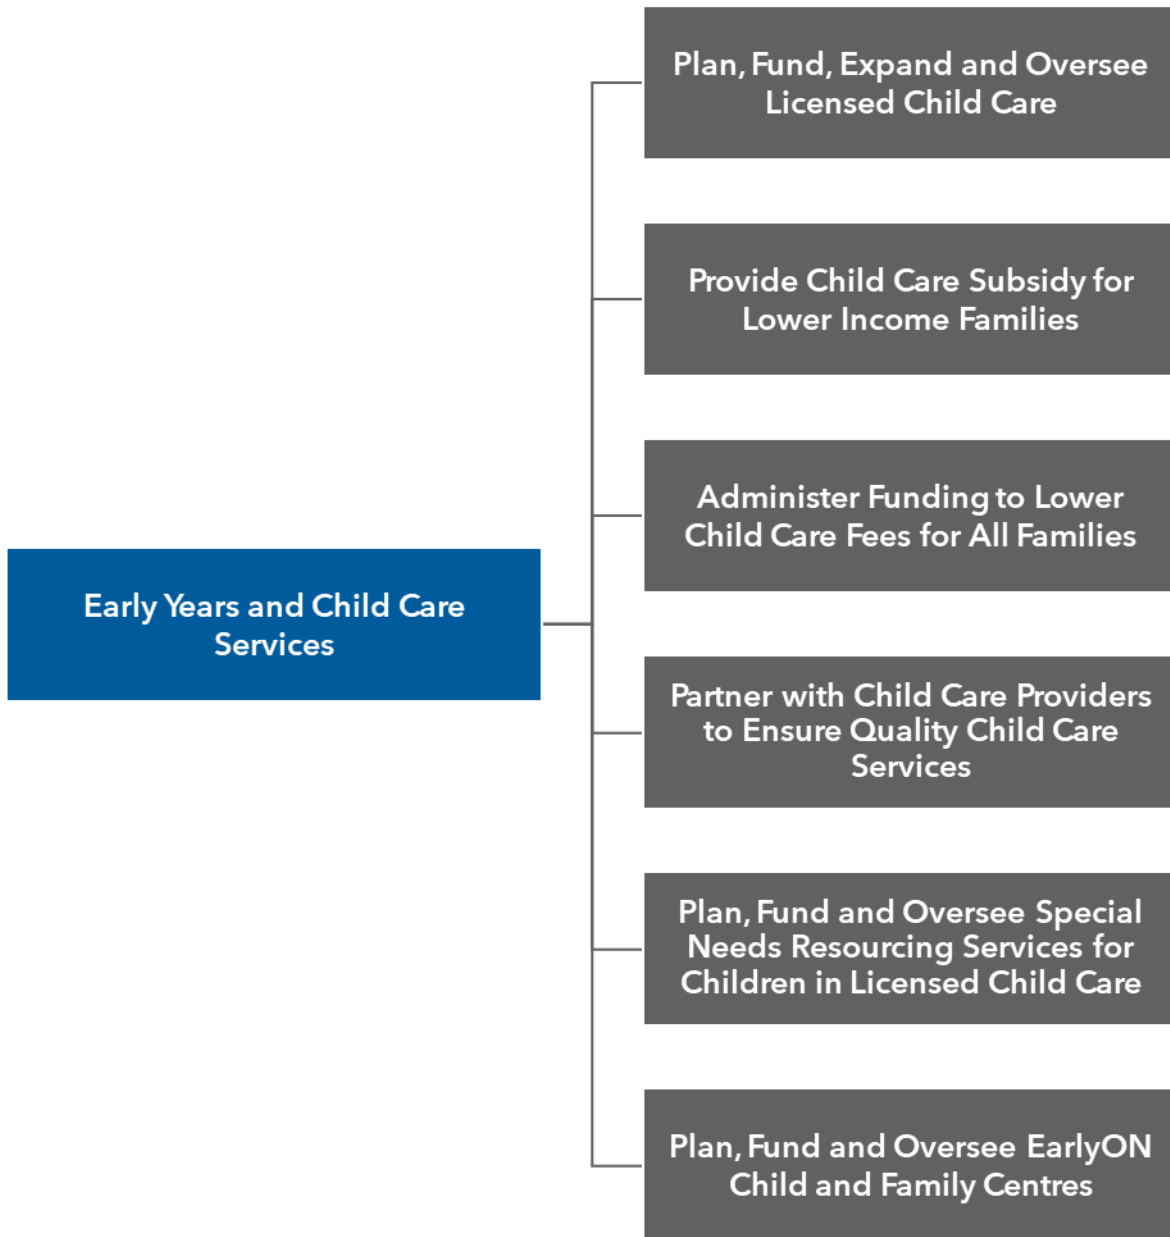 Plan, Fund, Expand and Oversee
Licensed Child Care
Provide Child Care Subsidy for
Lower Income Families
Administer Funding to Lower
Child Care Fees for All Families
Early Years and Child Care
Services
Partner with Child Care Providers
to Ensure Quality Child Care
Services
Plan, Fund and Oversee Special
Needs Resourcing Services for
Children in Licensed Child Care
Plan, Fund and Oversee EarlyON
Child and Family Centres